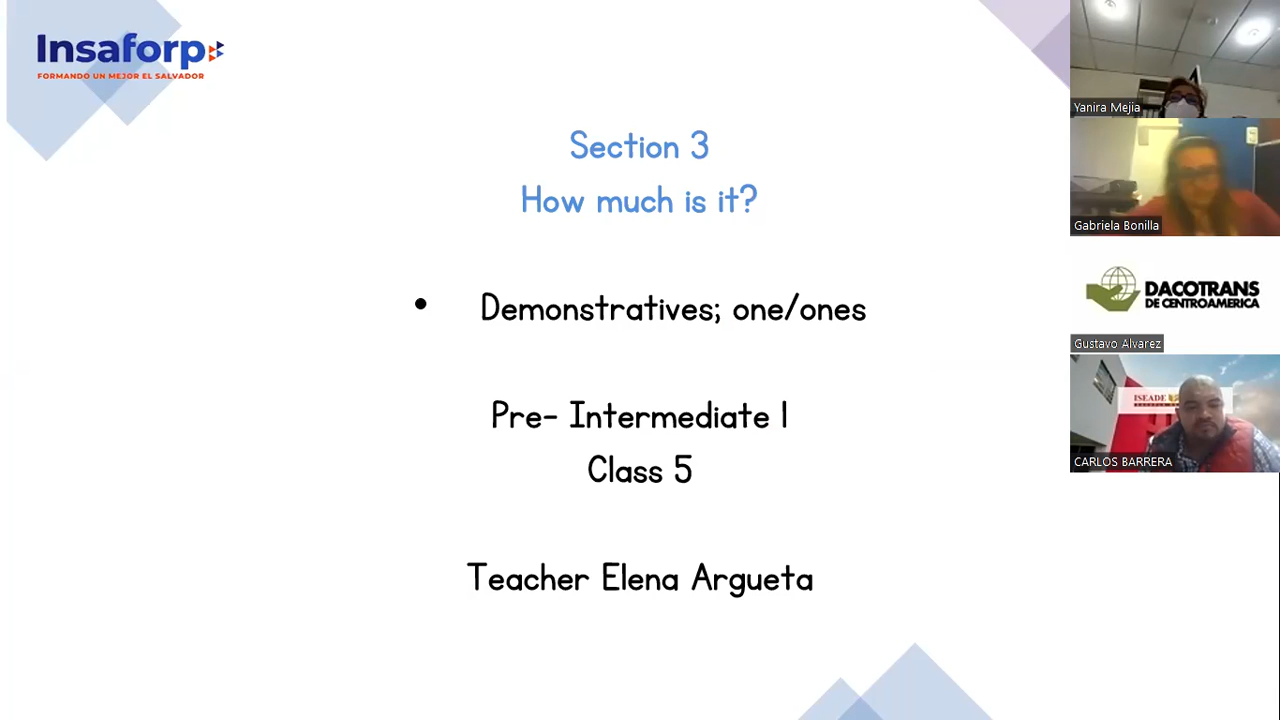 Insaforp
FORMANDO UN MEJOR EL SALVADOR
Section 3
How much is it?
• Demonstratives; one/ones
Pre- Intermediate 1
Class 5
Teacher Elena Argueta
Yanira Mejia
Gabriela Bonilla
DACOTRANS
DE CENTROAMERICA
Gustavo Alvarez
ISEADE
CARLOS BARRERA